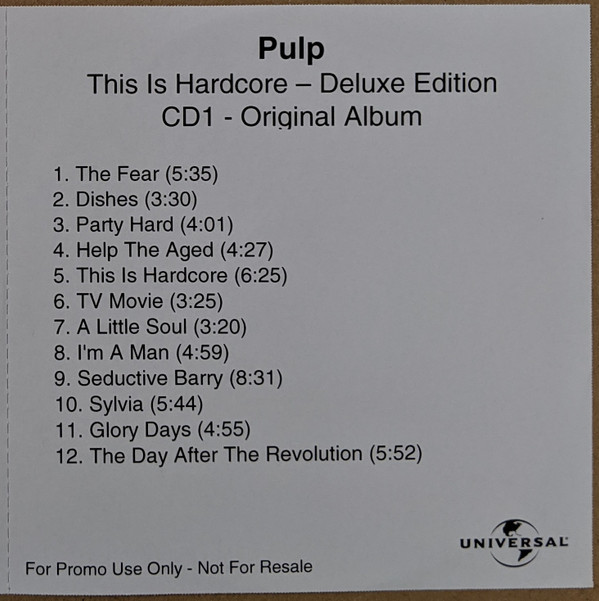 Pulp
This Is Hardcore – Deluxe Edition
CD1 - Original Album
1. The Fear (5:35)
2. Dishes (3:30)
3. Party Hard (4:01)
4. Help The Aged (4:27)
5. This Is Hardcore (6:25)
6. TV Movie (3:25)
7. A Little Soul (3:20)
8. I'm A Man (4:59)
9. Seductive Barry (8:31)
10. Sylvia (5:44)
11. Glory Days (4:55)
12. The Day After The Revolution (5:52)
UNIVERSAL
For Promo Use Only - Not For Resale